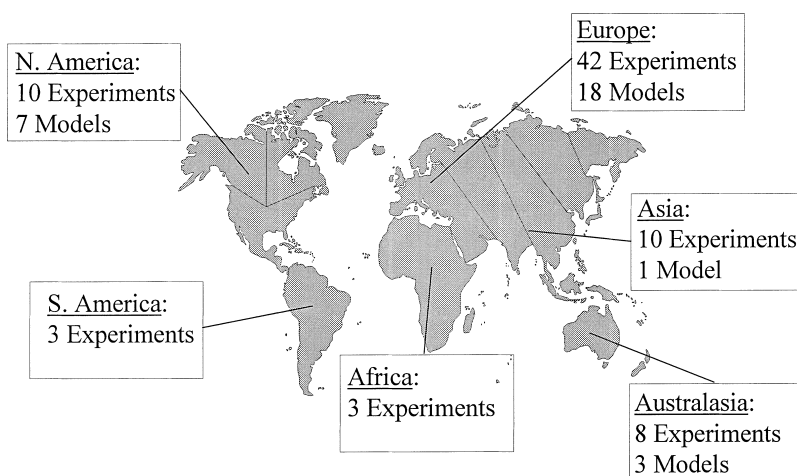 N. America:
10 Experiments
7 Models
Europe:
42 Experiments
18 Models
Asia:
10 Experiments
1 Model
S. America:
3 Experiments
Africa:
3 Experiments
Australasia:
8 Experiments
3 Models